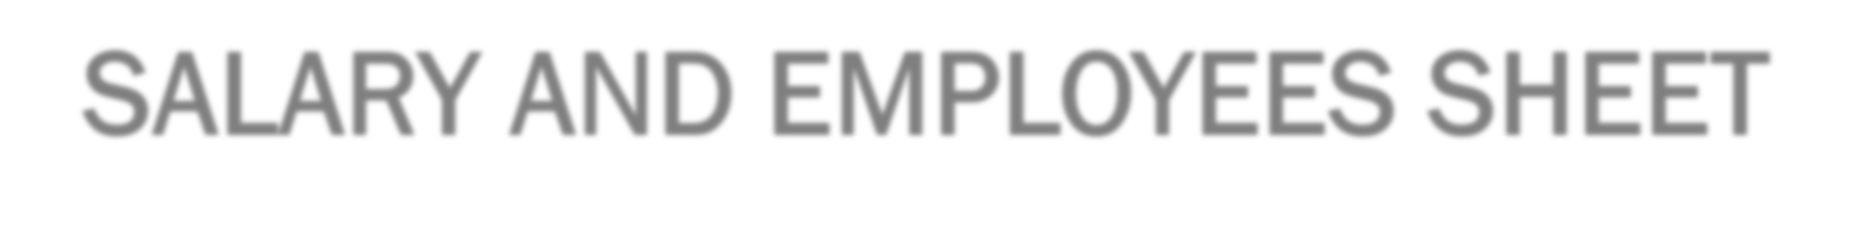 SALARY AND EMPLOYEES SHEET